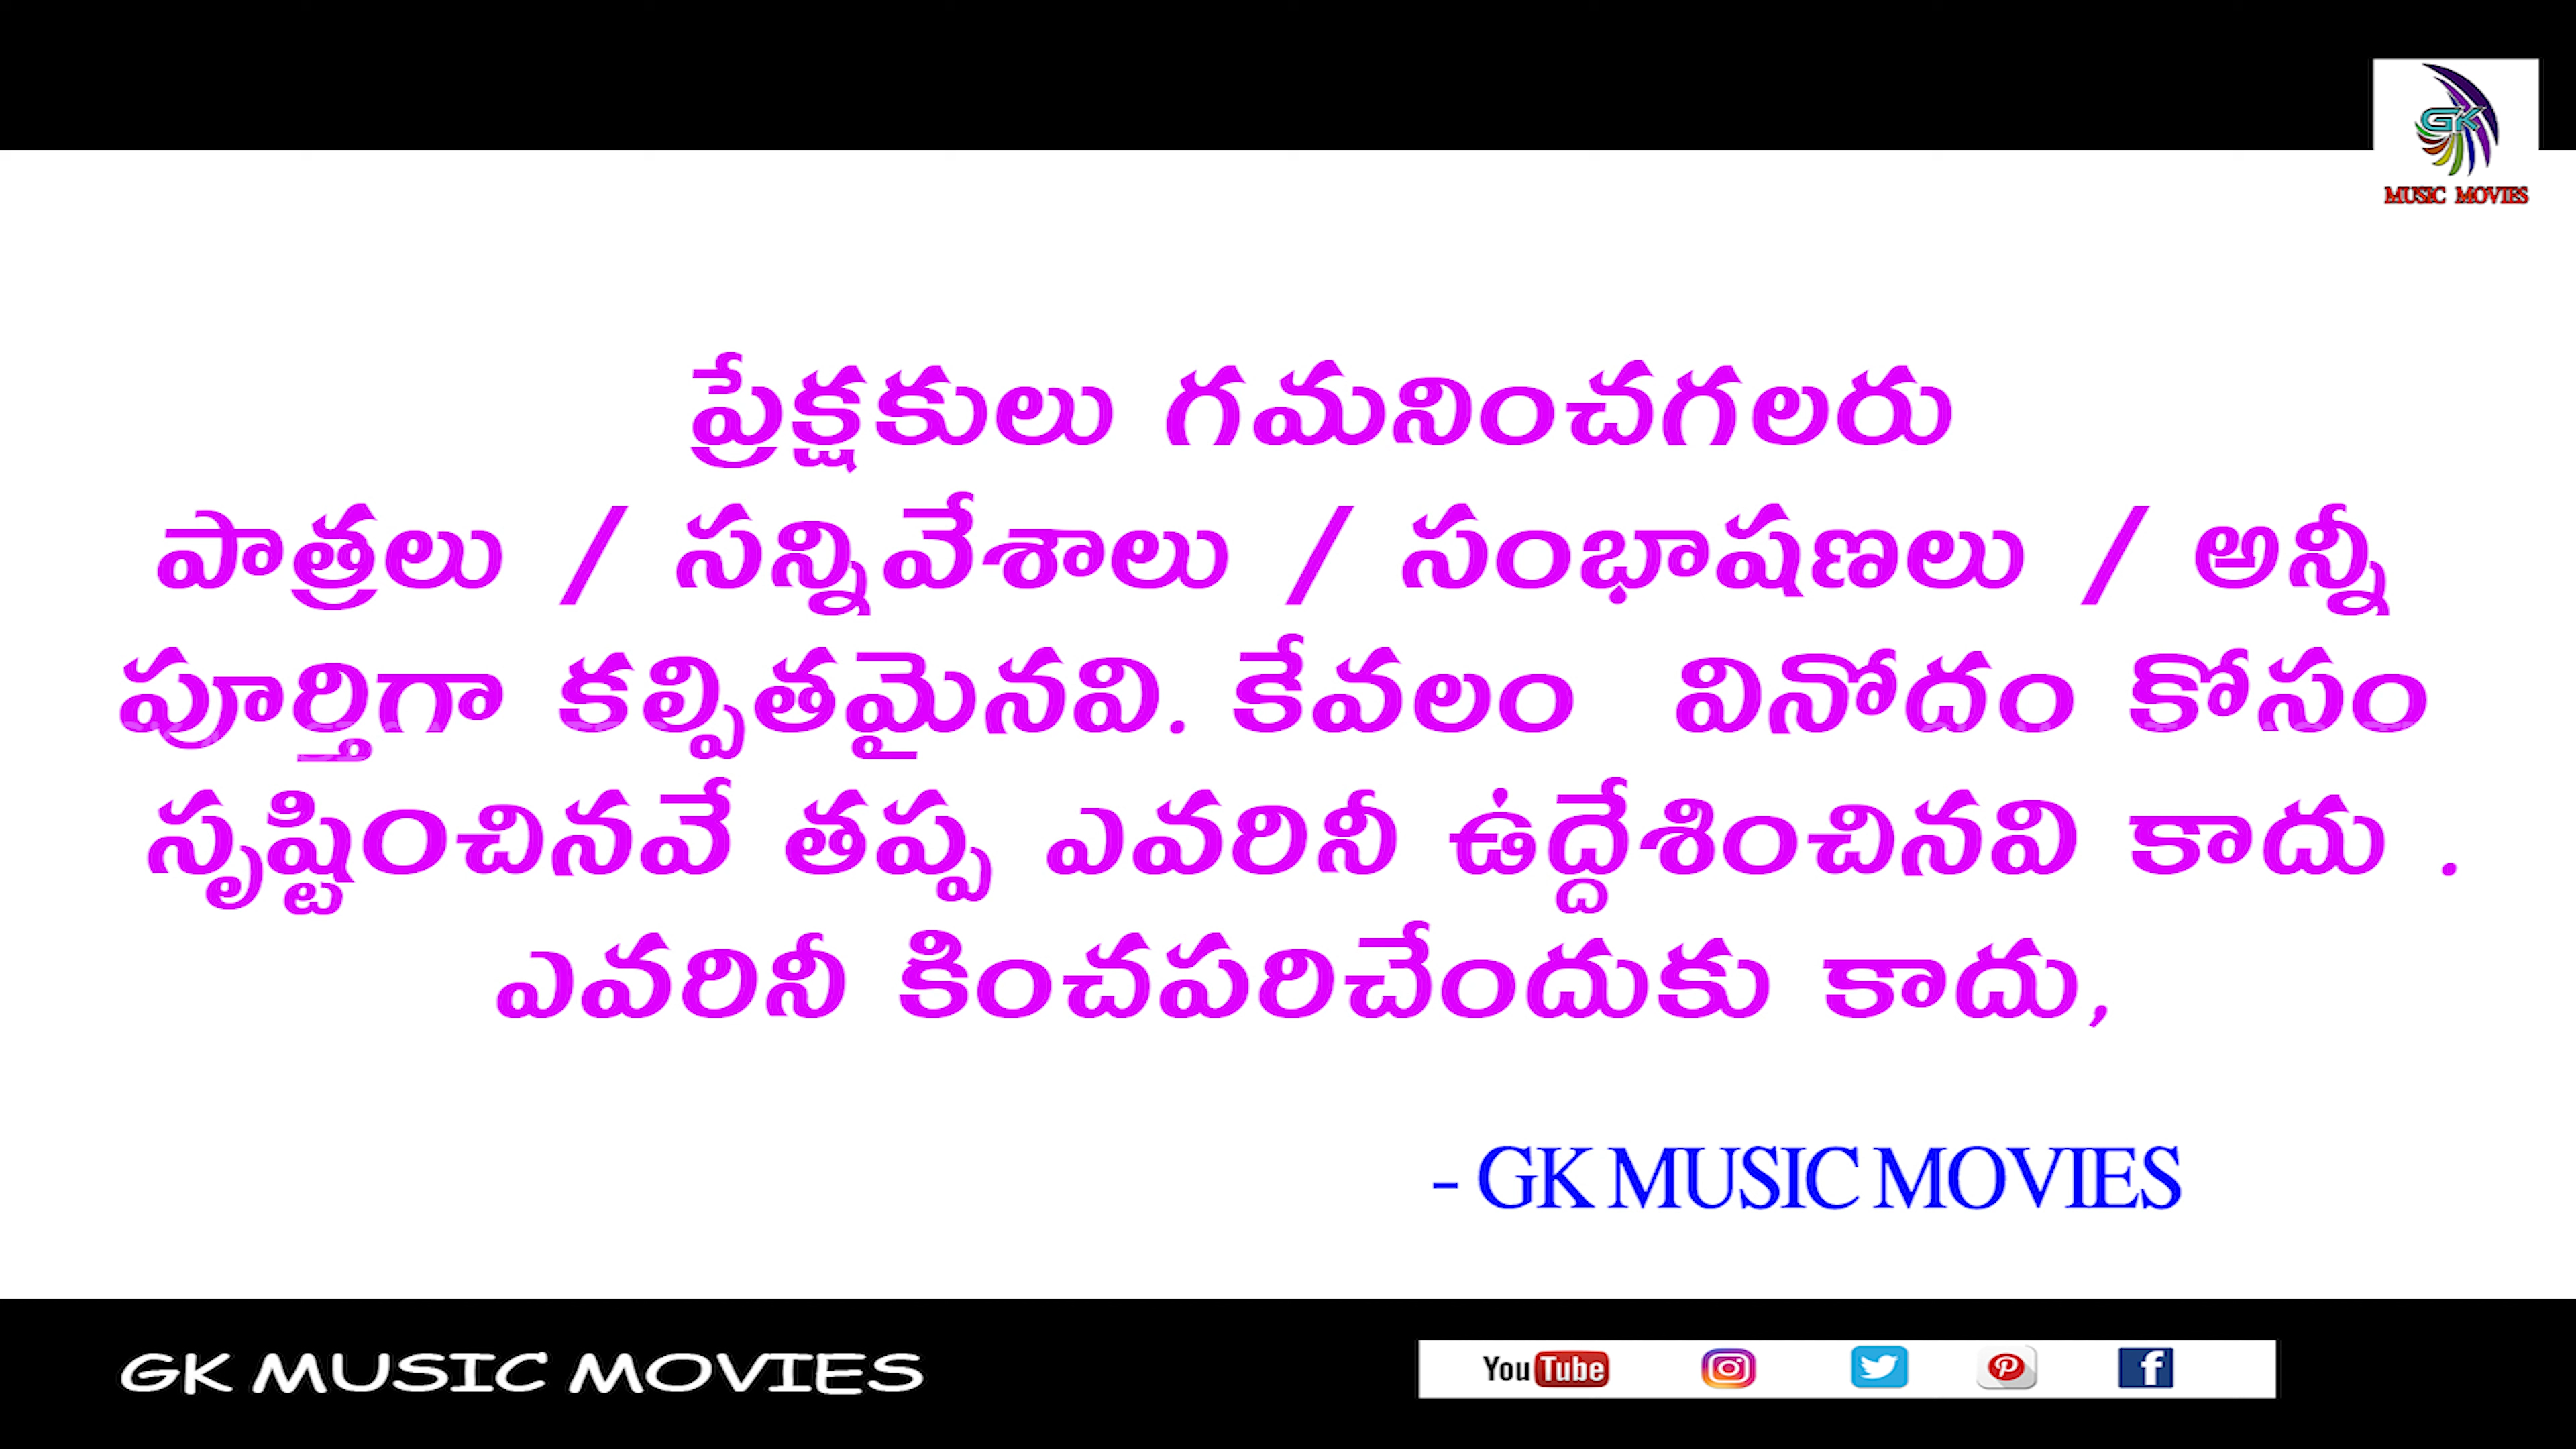 GK
MUSIC MOVIES
ప్రేక్షకులు గమనించగలరు
పాత్రలు / సన్నివేశాలు / సంభాషణలు / అన్నీ
పూర్తిగా కల్పితమైనవి. కేవలం వినోదం కోసం
సృష్టించినవే తప్ప ఎవరినీ ఉద్దేశించినవి కాదు .
ఎవరినీ కించపరిచేందుకు కాదు,
- GK MUSIC MOVIES
GK MUSIC MOVIES
YouTube